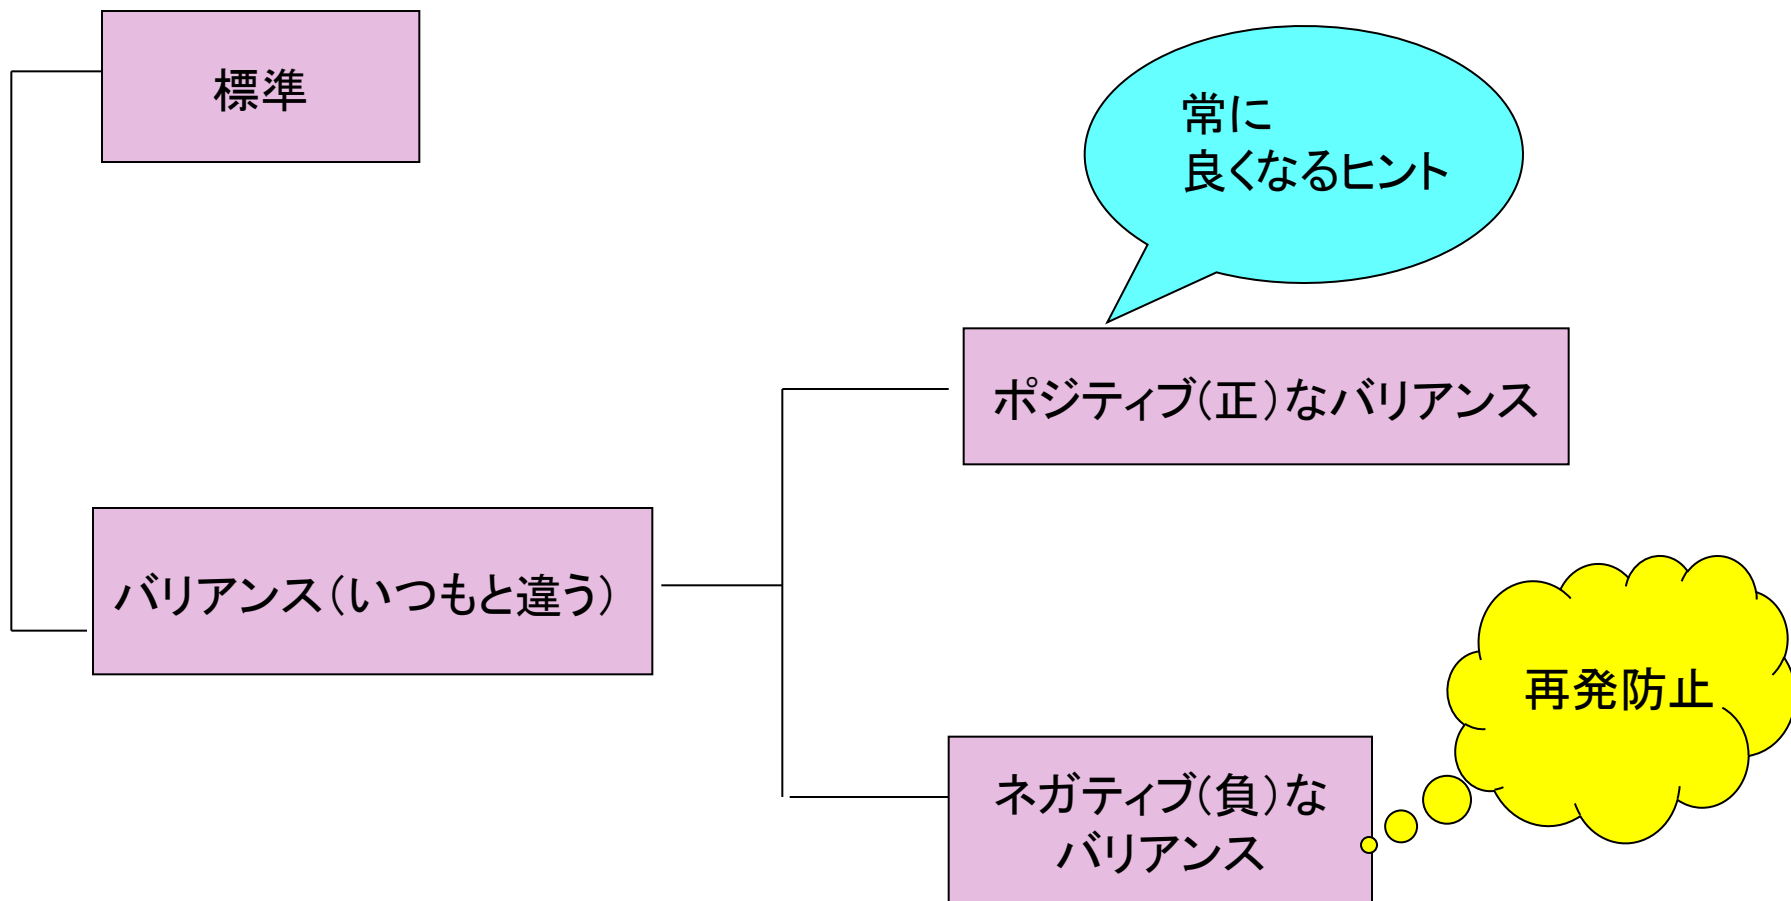 標準
常に
良くなるヒント
ポジティブ(正)なバリアンス
バリアンス(いつもと違う)
再発防止
ネガティブ(負)な
バリアンス